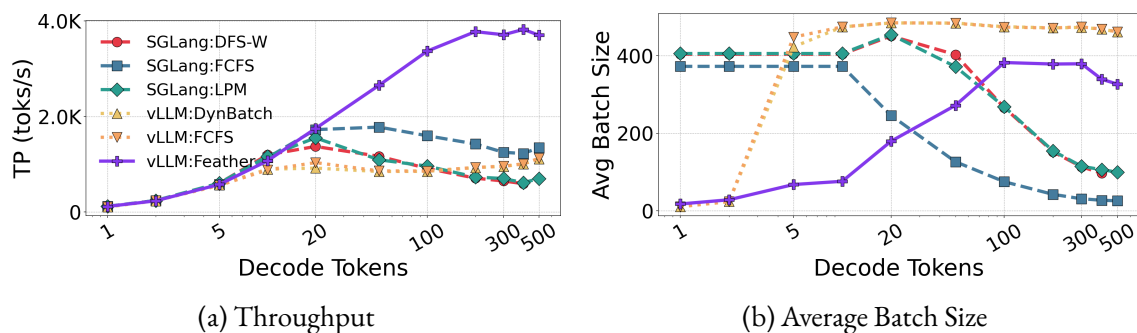 4.0K
2.0K
0
TP (toks/s)
SGLang:DFS-W
SGLang:FCFS
SGLang:LPM
vLLM:DynBatch
vLLM:FCFS
vLLM:Feather
1
5
20
100
300
500
Decode Tokens
(a) Throughput
400
200
0
Avg Batch Size
1
5
20
100
300
500
Decode Tokens
(b) Average Batch Size